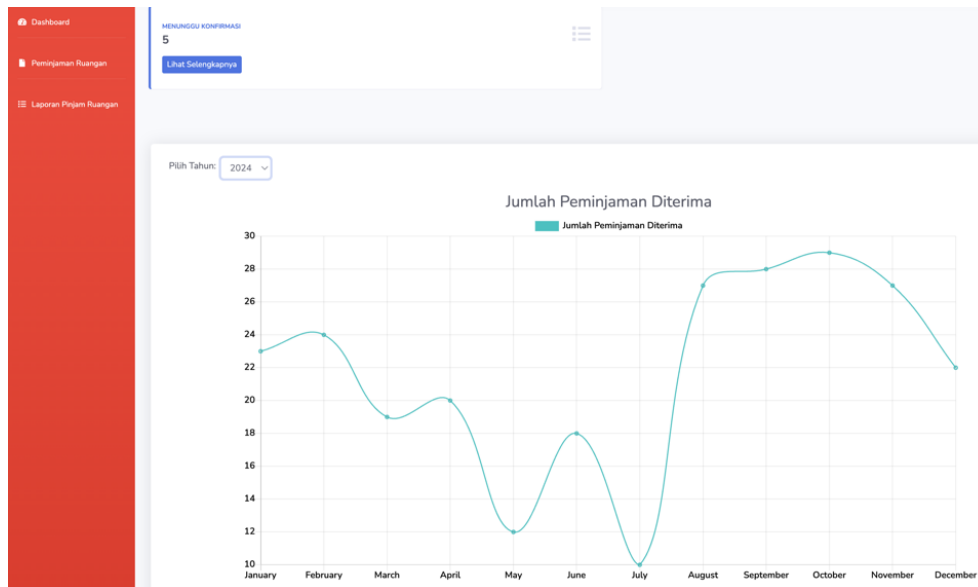 Dashboard
Peminjaman Ruangan
Laporan Pinjam Ruangan
MENUNGGU KONFIRMASI
5
Lihat Selengkapnya
Pilih Tahun: 2024
Jumlah Peminjaman Diterima
Jumlah Peminjaman Diterima
30
28
26
24
22
20
18
16
14
12
10
January February March April May June July August September October November December